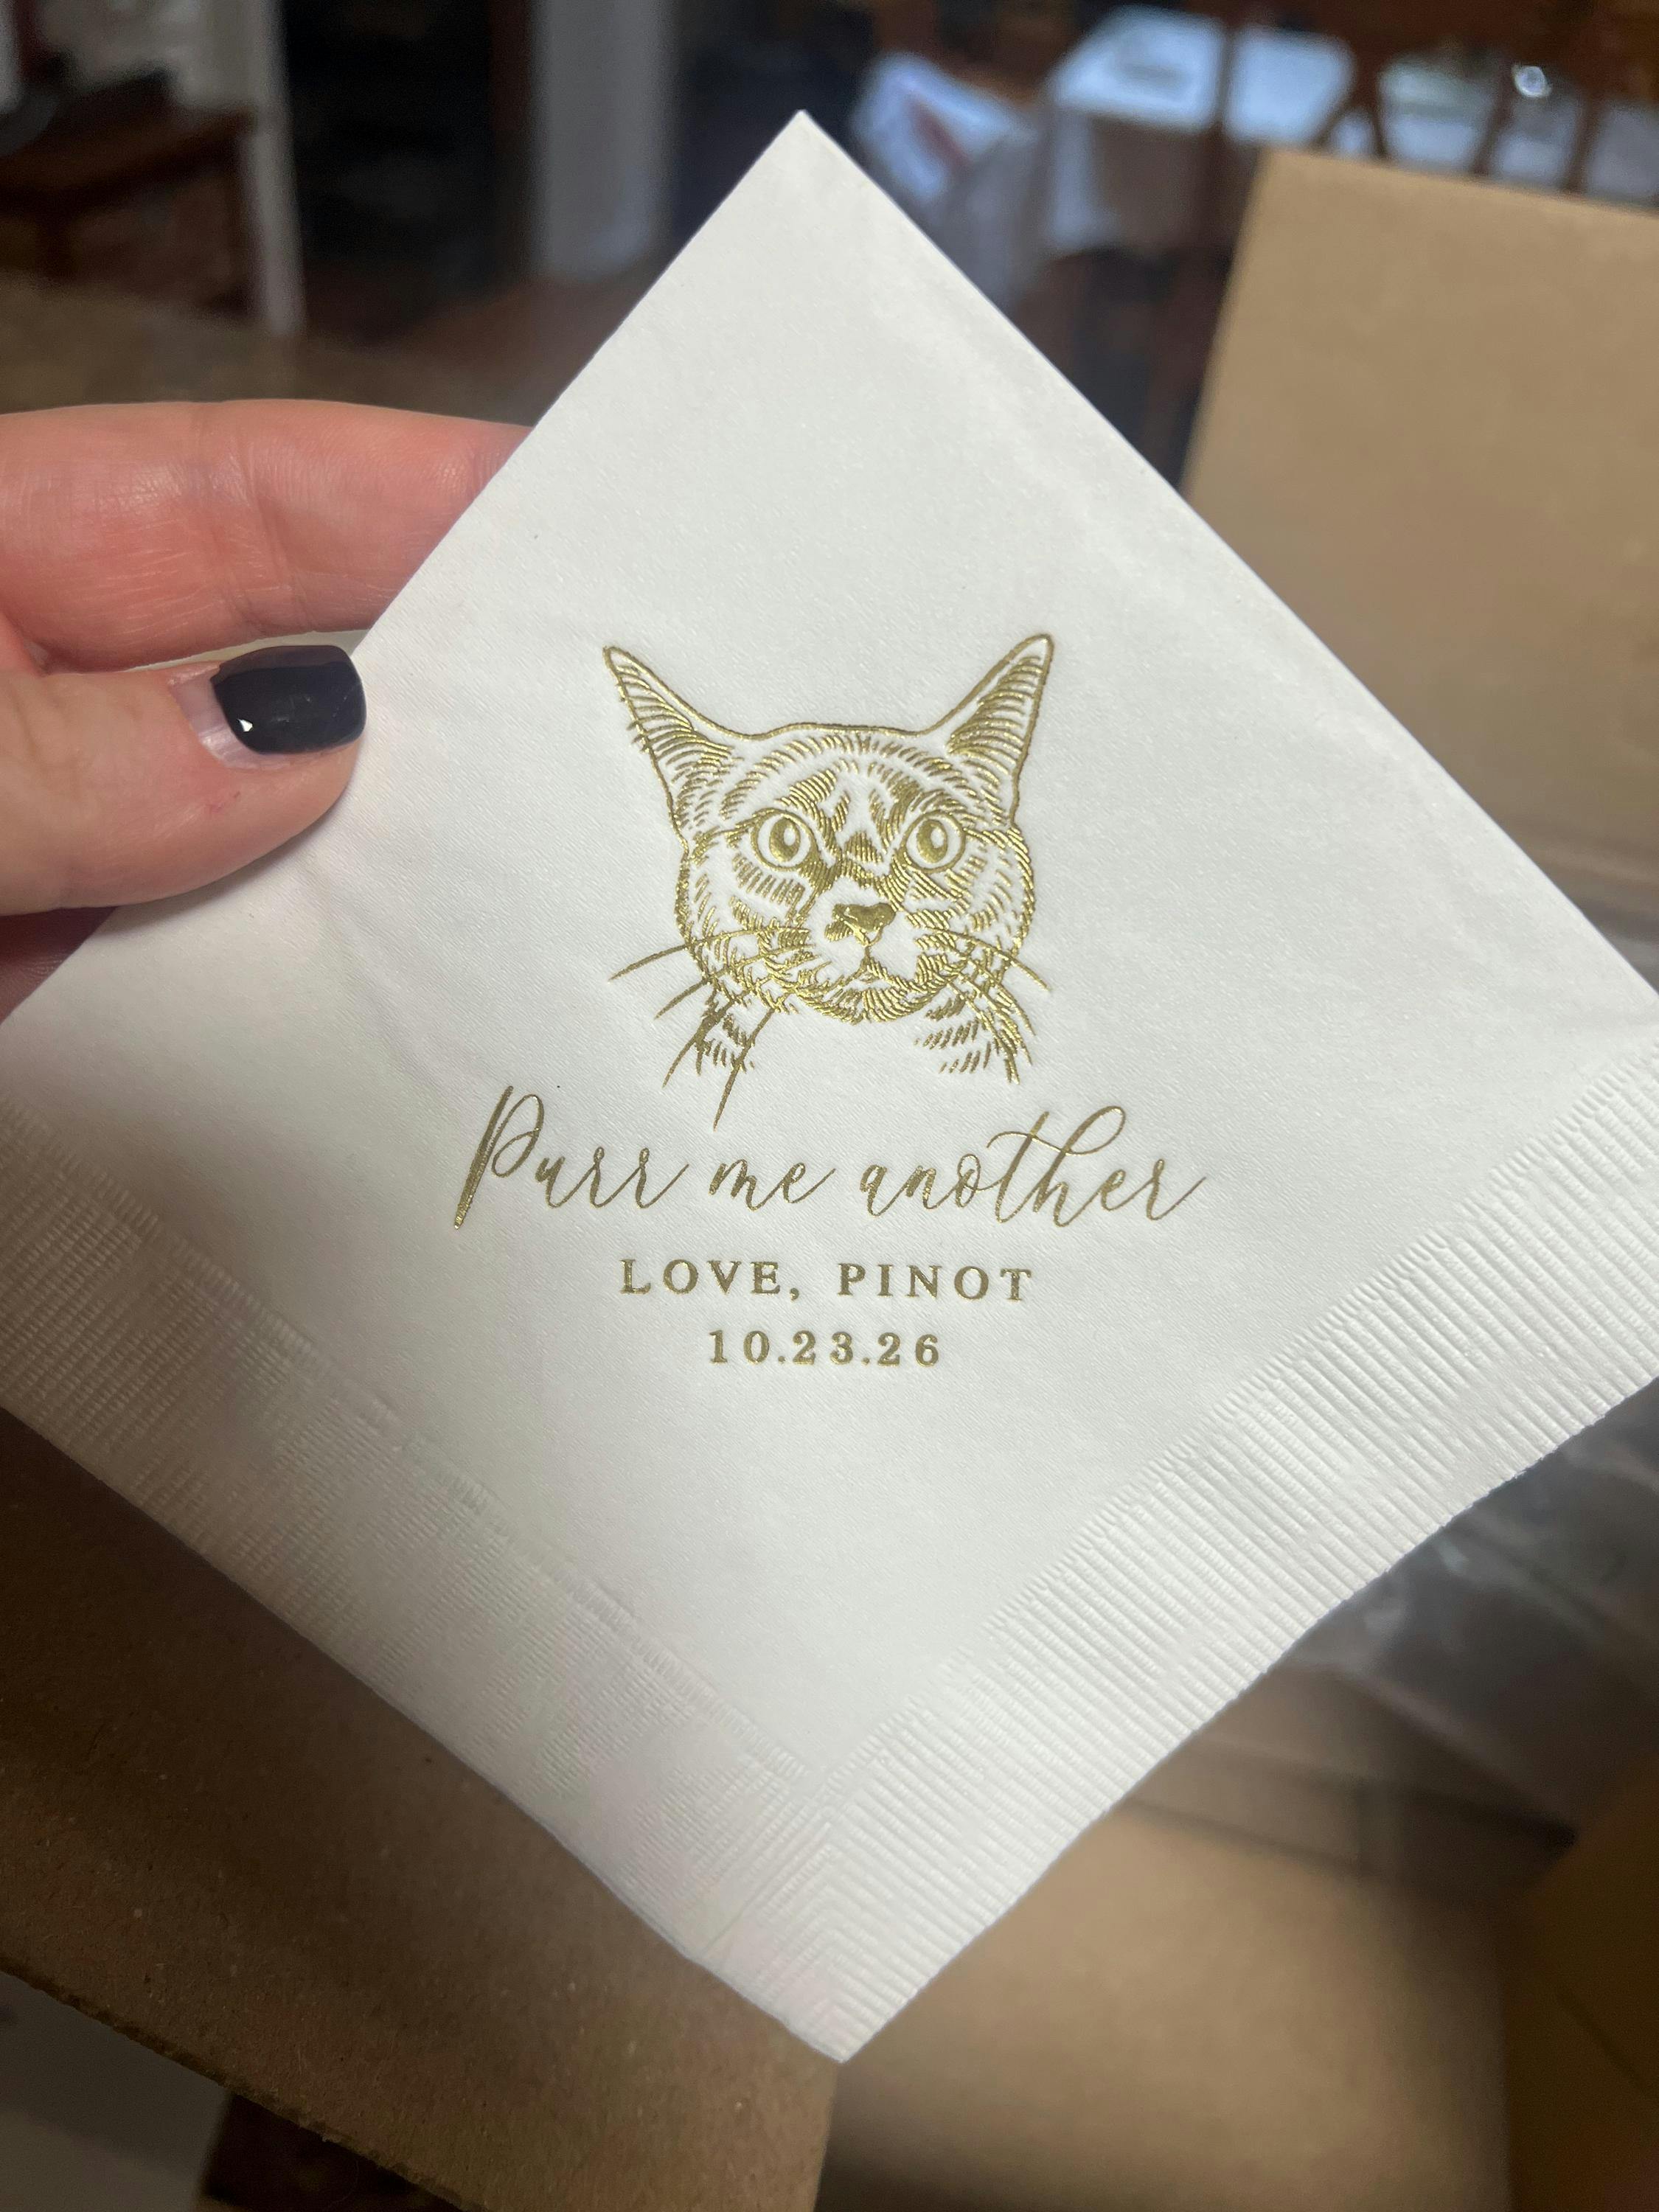 Purr me another
LOVE, PINOT
10.23.26